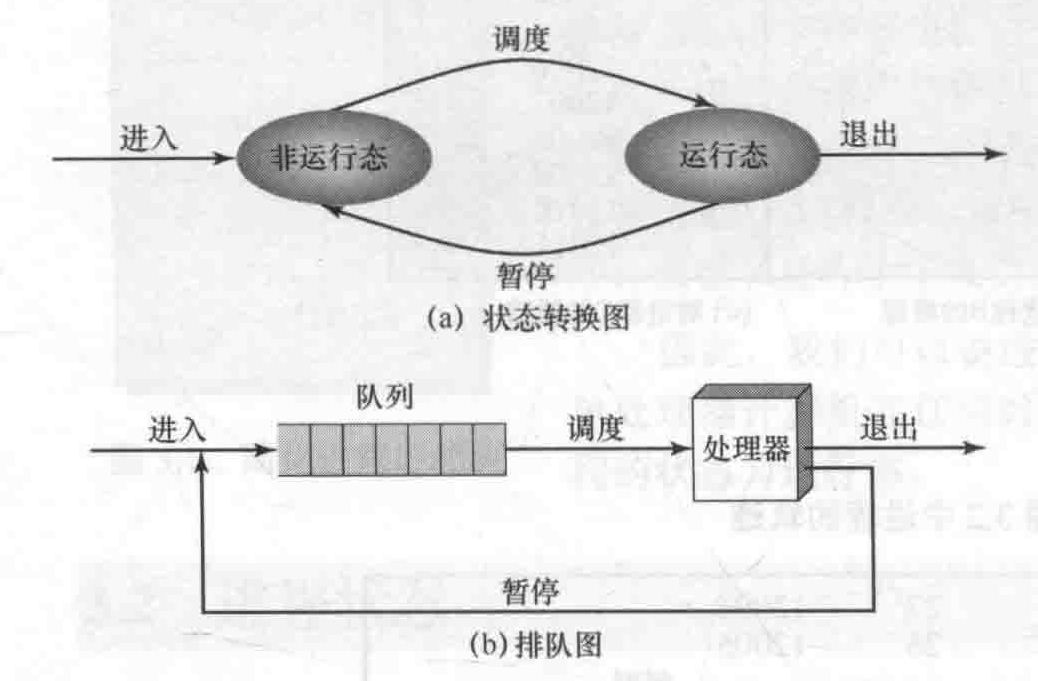 调度
进入
非运行态
运行态
退出
暂停
(a) 状态转换图
队列
进入
调度
处理器
退出
暂停
(b)排队图